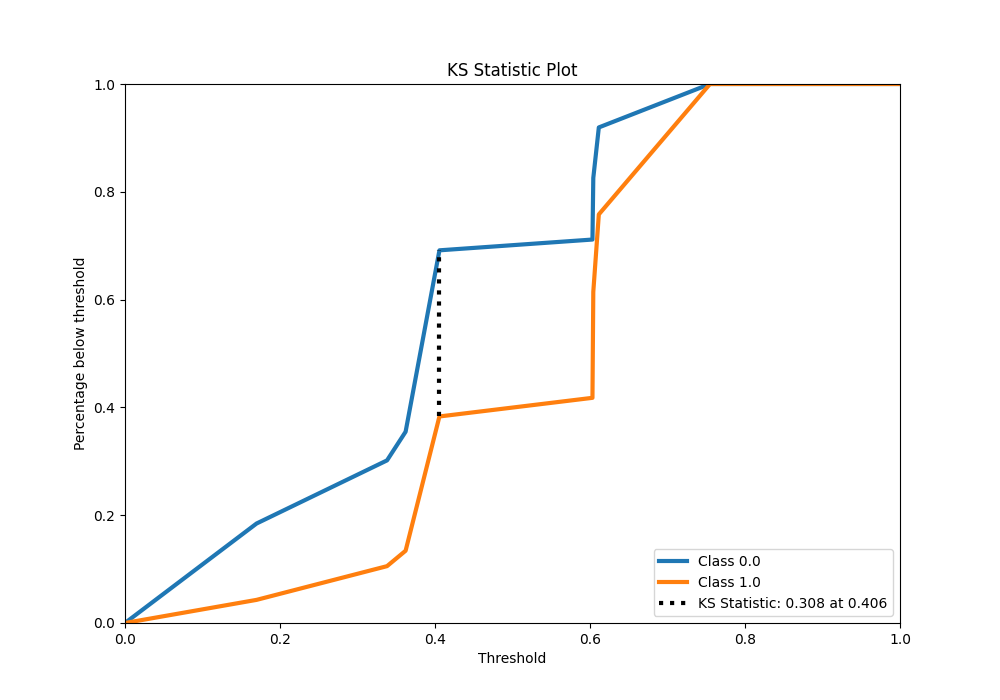 KS Statistic Plot
1.0
0.8
0.6
0.4
0.2
0.0
Percentage below threshold
0.0 0.2 0.4 0.6 0.8 1.0
Threshold
Class 0.0
Class 1.0
KS Statistic: 0.308 at 0.406